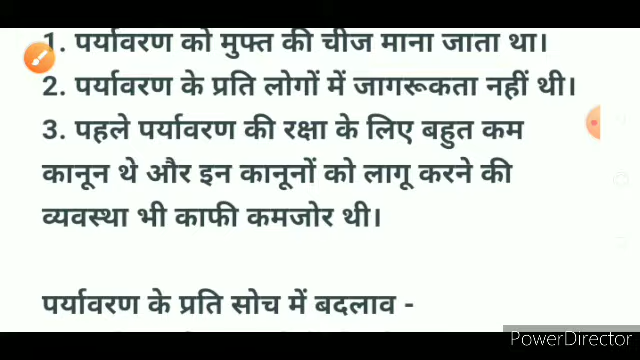 1. पर्यावरण को मुफ्त की चीज माना जाता था।
2. पर्यावरण के प्रति लोगों में जागरूकता नहीं थी।
3. पहले पर्यावरण की रक्षा के लिए बहुत कम
कानून थे और इन कानूनों को लागू करने की
व्यवस्था भी काफी कमजोर थी।
पर्यावरण के प्रति सोच में बदलाव -
PowerDirector